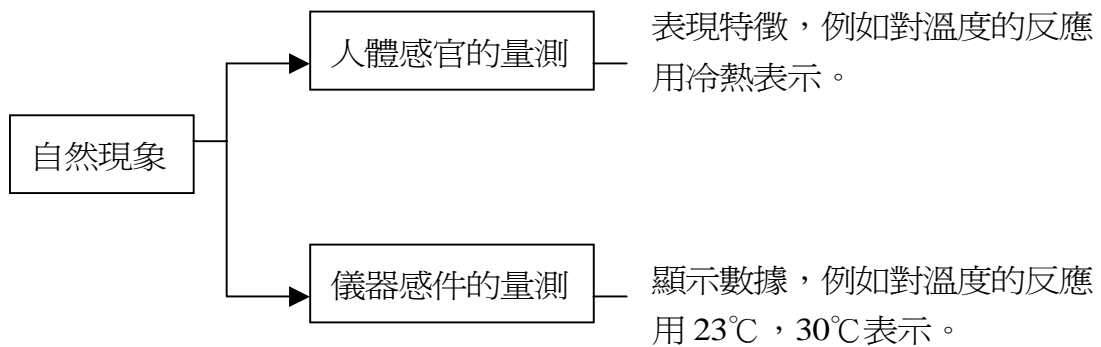 自然現象
人體感官的量測
表現特徵，例如對溫度的反應
用冷熱表示。
儀器感件的量測
顯示數據，例如對溫度的反應
用 23℃，30℃表示。